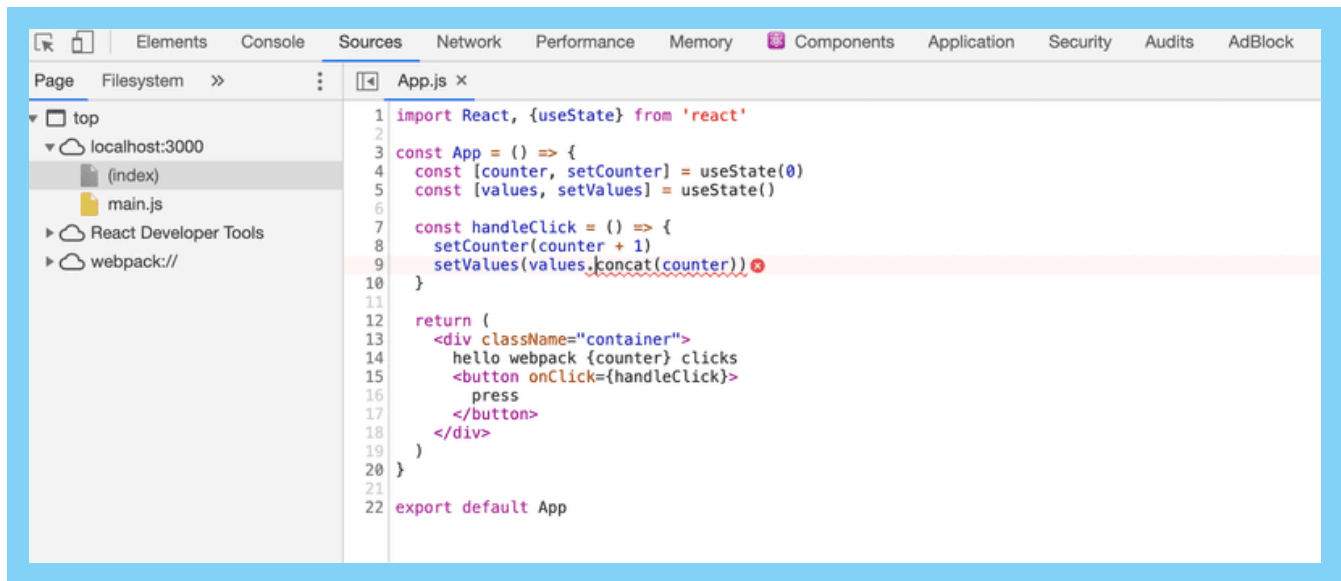 Elements Console Sources Network Performance Memory Components Application Security Audits AdBlock
Page Filesystem »
App.js ×
top
localhost:3000
(index)
main.js
React Developer Tools
webpack://
1 import React, {useState} from 'react'
2
3 const App = () => {
4   const [counter, setCounter] = useState(0)
5   const [values, setValues] = useState()
6
7   const handleClick = () => {
8     setCounter(counter + 1)
9     setValues(values.concat(counter))
10   }
11
12   return (
13     <div className="container">
14       hello webpack {counter} clicks
15       <button onClick={handleClick}>
16         press
17       </button>
18     </div>
19   )
20 }
21
22 export default App